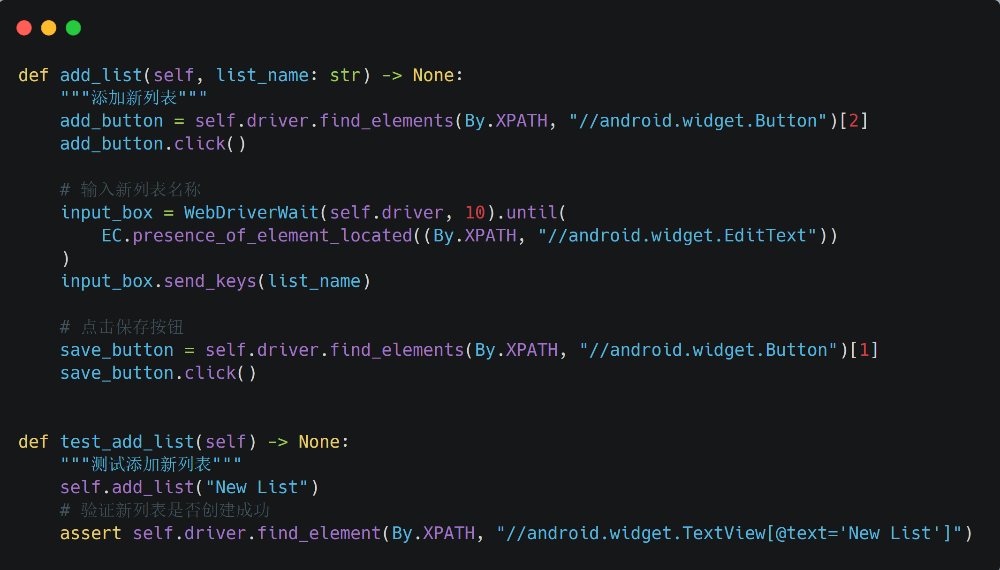 def add_list(self, list_name: str) -> None:
    """添加新列表"""
    add_button = self.driver.find_elements(By.XPATH, "//android.widget.Button")[2]
    add_button.click()

    # 输入新列表名称
    input_box = WebDriverWait(self.driver, 10).until(
        EC.presence_of_element_located((By.XPATH, "//android.widget.EditText"))
    )
    input_box.send_keys(list_name)

    # 点击保存按钮
    save_button = self.driver.find_elements(By.XPATH, "//android.widget.Button")[1]
    save_button.click()


def test_add_list(self) -> None:
    """测试添加新列表"""
    self.add_list("New List")
    # 验证新列表是否创建成功
    assert self.driver.find_element(By.XPATH, "//android.widget.TextView[@text='New List']")